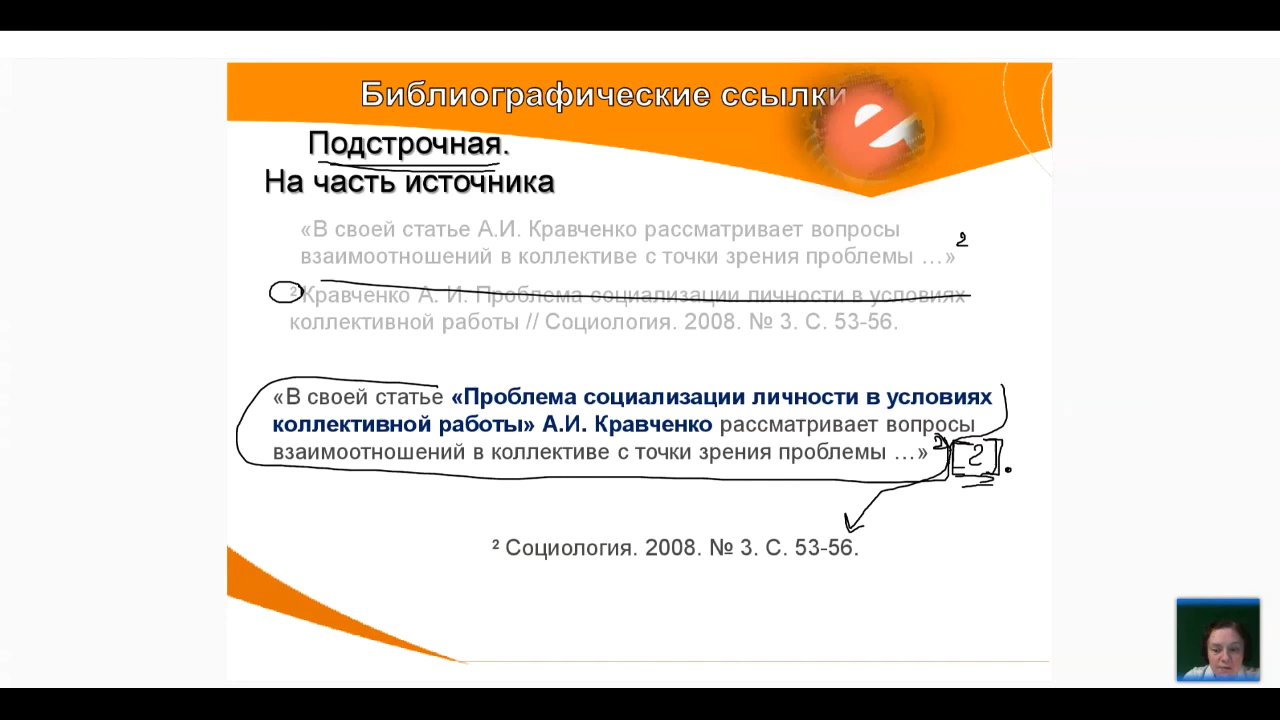 Библиографические ссылки
Подстрочная.
На часть источника
«В своей статье А.И. Кравченко рассматривает вопросы
взаимоотношений в коллективе с точки зрения проблемы …» 2
² Кравченко А. И. Проблема социализации личности в условиях
коллективной работы // Социология. 2008. № 3. С. 53-56.
«В своей статье «Проблема социализации личности в условиях
коллективной работы» А.И. Кравченко рассматривает вопросы
взаимоотношений в коллективе с точки зрения проблемы …» 2 [2].
² Социология. 2008. № 3. С. 53-56.